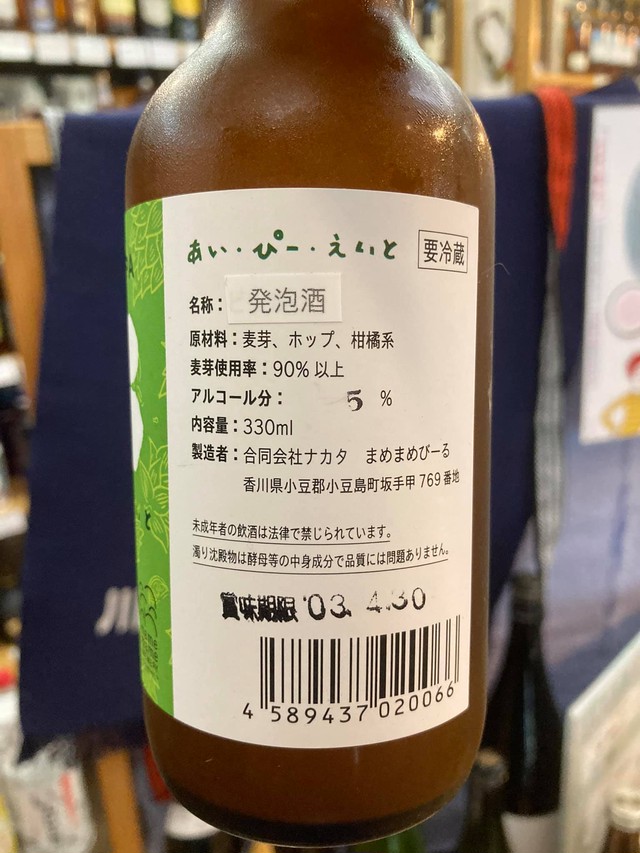 あい・ぴー・えいと
要冷蔵
名称：発泡酒
原材料：麦芽、ホップ、柑橘系
麦芽使用率：90% 以上
アルコール分： 5 %
内容量：330ml
製造者：合同会社ナカタ まめまめびーる
香川県小豆郡小豆島町坂手甲 769 番地
未成年者の飲酒は法律で禁じられています。
濁り沈殿物は酵母等の中身成分で品質には問題ありません。
賞味期限 '03. 4.30
4 589437 020066